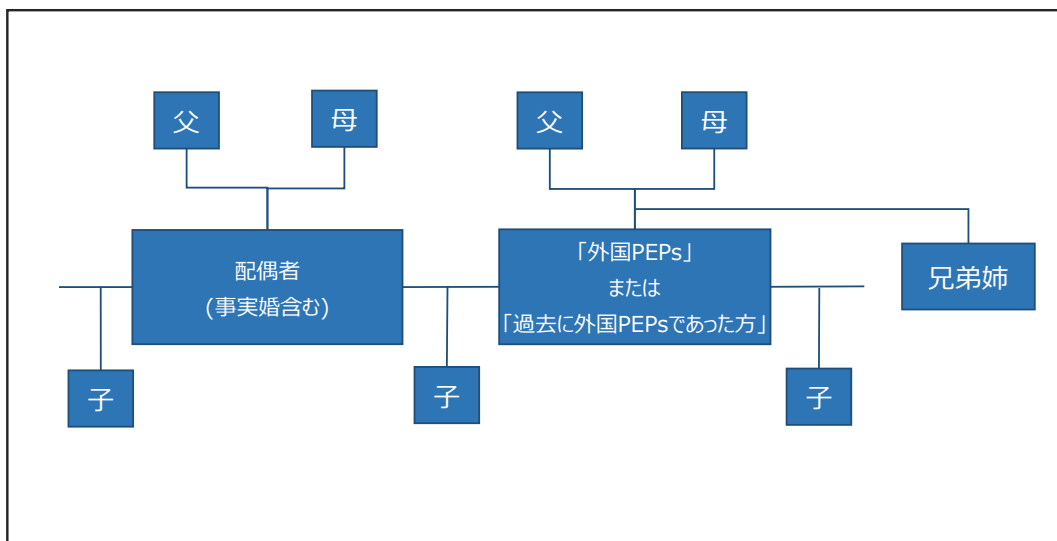 父
母
父
母
配偶者
(事実婚含む)
「外国PEPs」
または
「過去に外国PEPsであった方」
兄弟姉
子
子
子